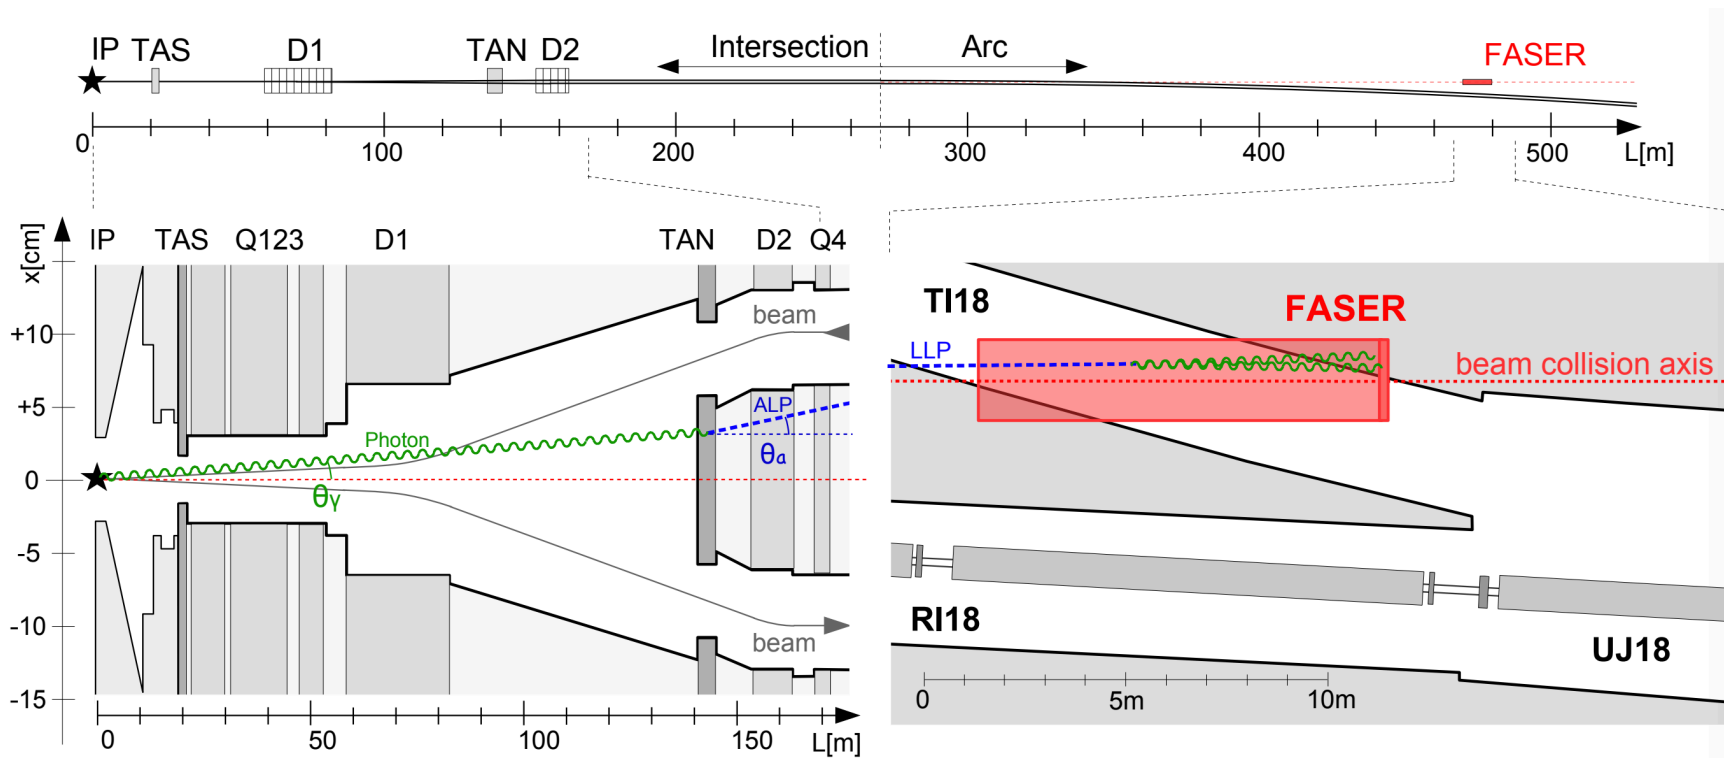 IP TAS D1 TAN D2 Intersection Arc FASER
0 100 200 300 400 500 L[m]
x[cm]
IP TAS Q123 D1 TAN D2 Q4
+10
+5
0
-5
-10
-15
beam
Photon
ALP
θγ
θa
beam
0 50 100 150 L[m]
TI18
FASER
LLP
beam collision axis
RI18
UJ18
0 5m 10m